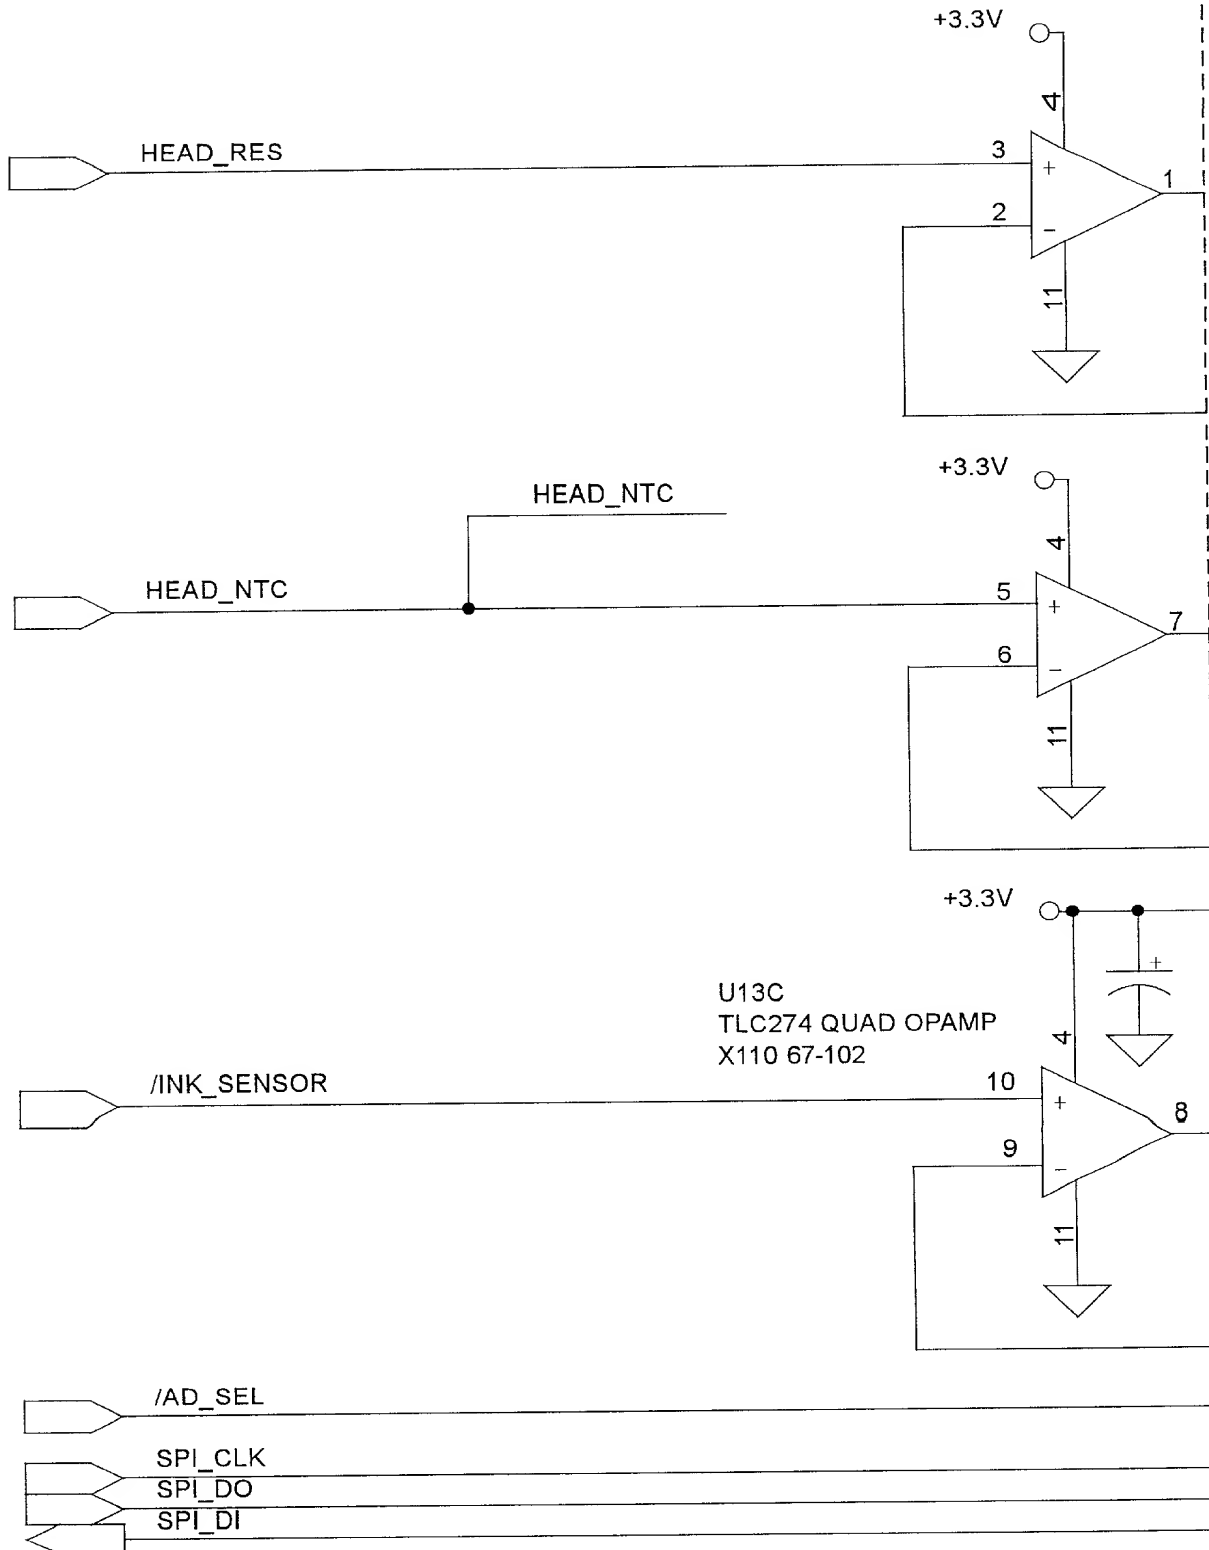 +3.3V
4
HEAD_RES
3
+
1
2
-
11
+3.3V
HEAD_NTC
4
HEAD_NTC
5
+
7
6
-
11
+3.3V
+
U13C
TLC274 QUAD OPAMP
X110 67-102
4
/INK_SENSOR
10
+
8
9
-
11
/AD_SEL
SPI_CLK
SPI_DO
SPI_DI